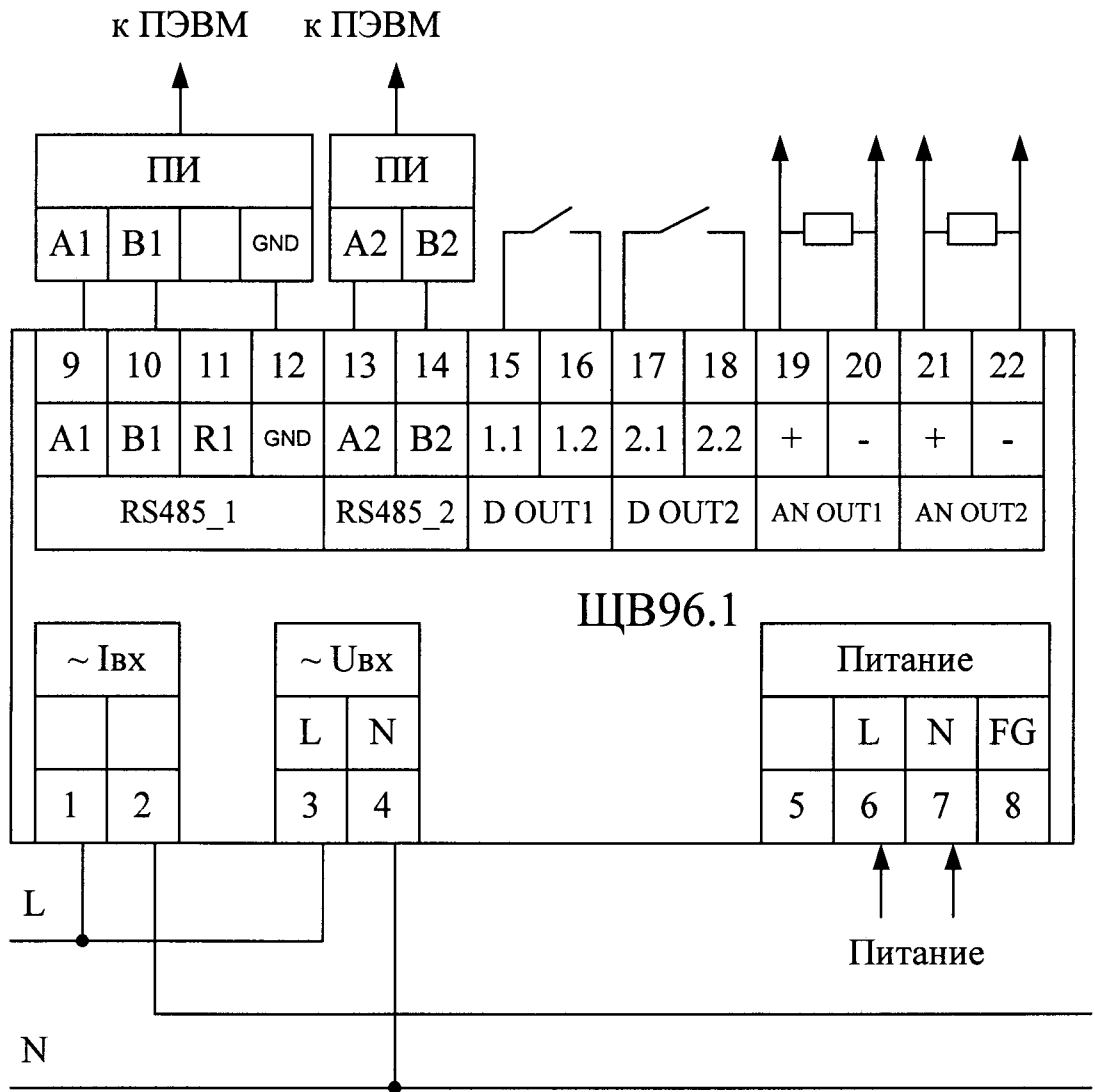 к ПЭВМ к ПЭВМ
ПИ ПИ
A1 B1 GND A2 B2
9 10 11 12 13 14 15 16 17 18 19 20 21 22
A1 B1 R1 GND A2 B2 1.1 1.2 2.1 2.2 + - + -
RS485_1 RS485_2 D OUT1 D OUT2 AN OUT1 AN OUT2
ЩВ96.1
~ Iвх ~ Uвх Питание
L N L N FG
1 2 3 4 5 6 7 8
L
Питание
N